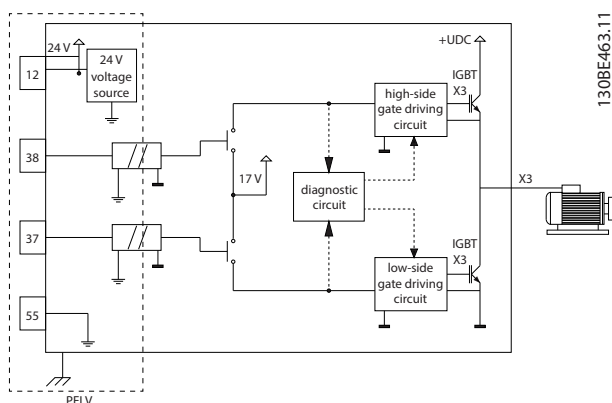 130BE463.11
+UDC
24 V
12
24 V
voltage
source
IGBT
X3
high-side
gate driving
circuit
38
17 V
diagnostic
circuit
X3
37
IGBT
X3
low-side
gate driving
circuit
55
PELV